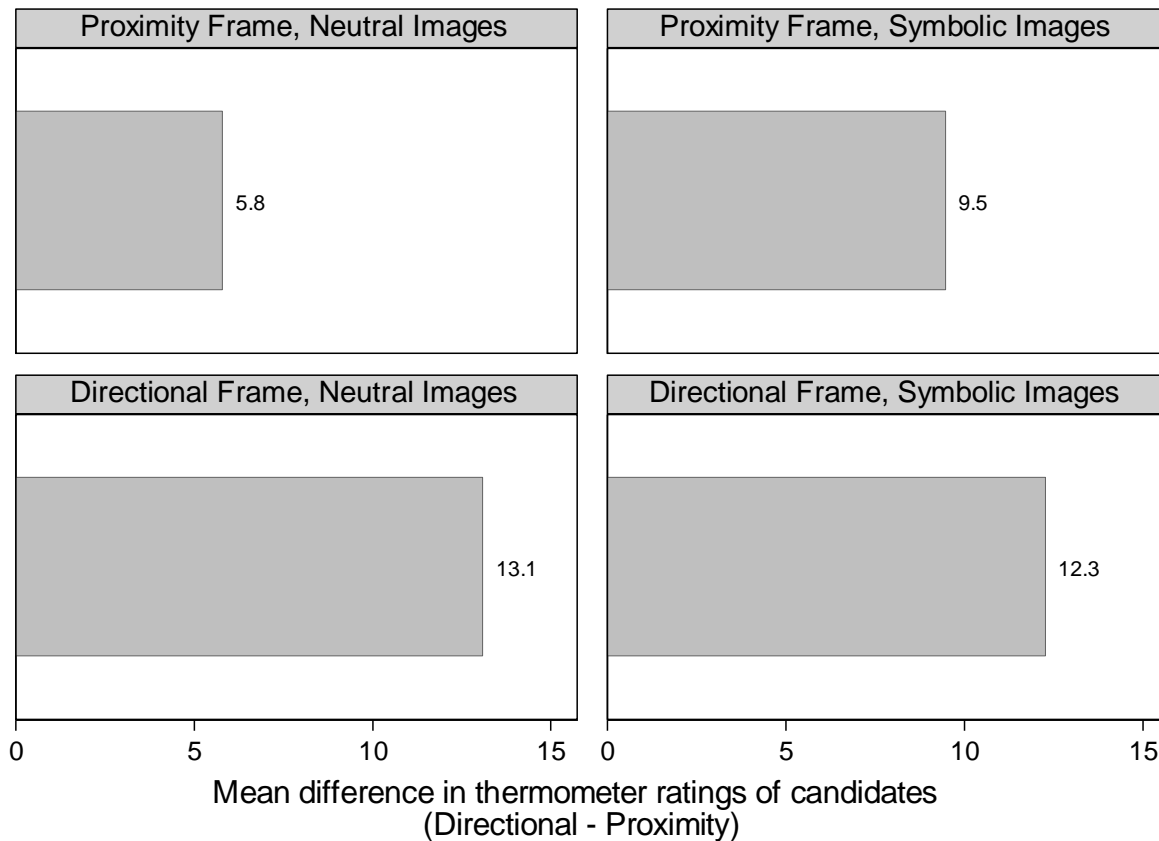 Proximity Frame, Neutral Images
Proximity Frame, Symbolic Images
5.8
9.5
Directional Frame, Neutral Images
Directional Frame, Symbolic Images
13.1
12.3
0 5 10 15
0 5 10 15
Mean difference in thermometer ratings of candidates
(Directional - Proximity)